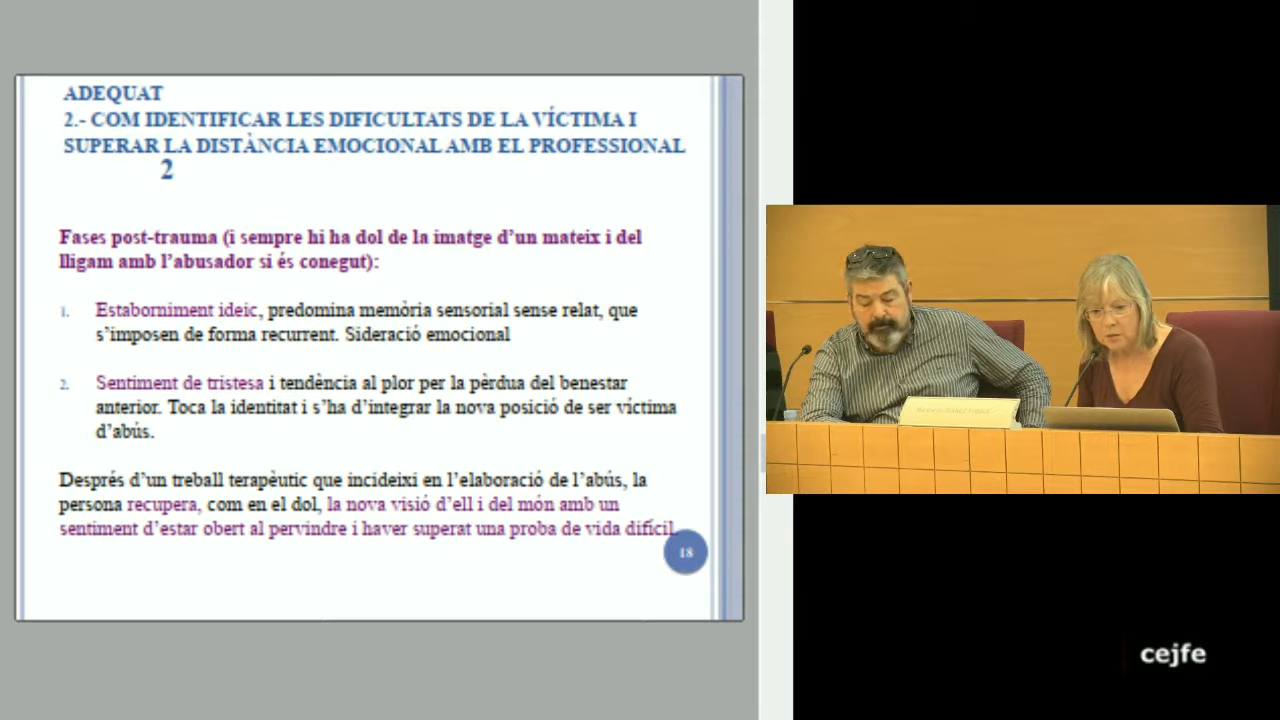 ADEQUAT
2.- COM IDENTIFICAR LES DIFICULTATS DE LA VÍCTIMA I
SUPERAR LA DISTÀNCIA EMOCIONAL AMB EL PROFESSIONAL
2
Fases post-trauma (i sempre hi ha dol de la imatge d’un mateix i del
lligam amb l’abusador si és conegut):
1. Estaborniment ideic, predomina memòria sensorial sense relat, que
s’imposen de forma recurrent. Sideració emocional
2. Sentiment de tristesa i tendència al plor per la pèrdua del benestar
anterior. Toca la identitat i s’ha d’integrar la nova posició de ser víctima
d’abús.
Després d’un treball terapèutic que incideixi en l’elaboració de l’abús, la
persona recupera, com en el dol, la nova visió d’ell i del món amb un
sentiment d’estar obert al pervindre i haver superat una proba de vida difícil.
18
cejfe